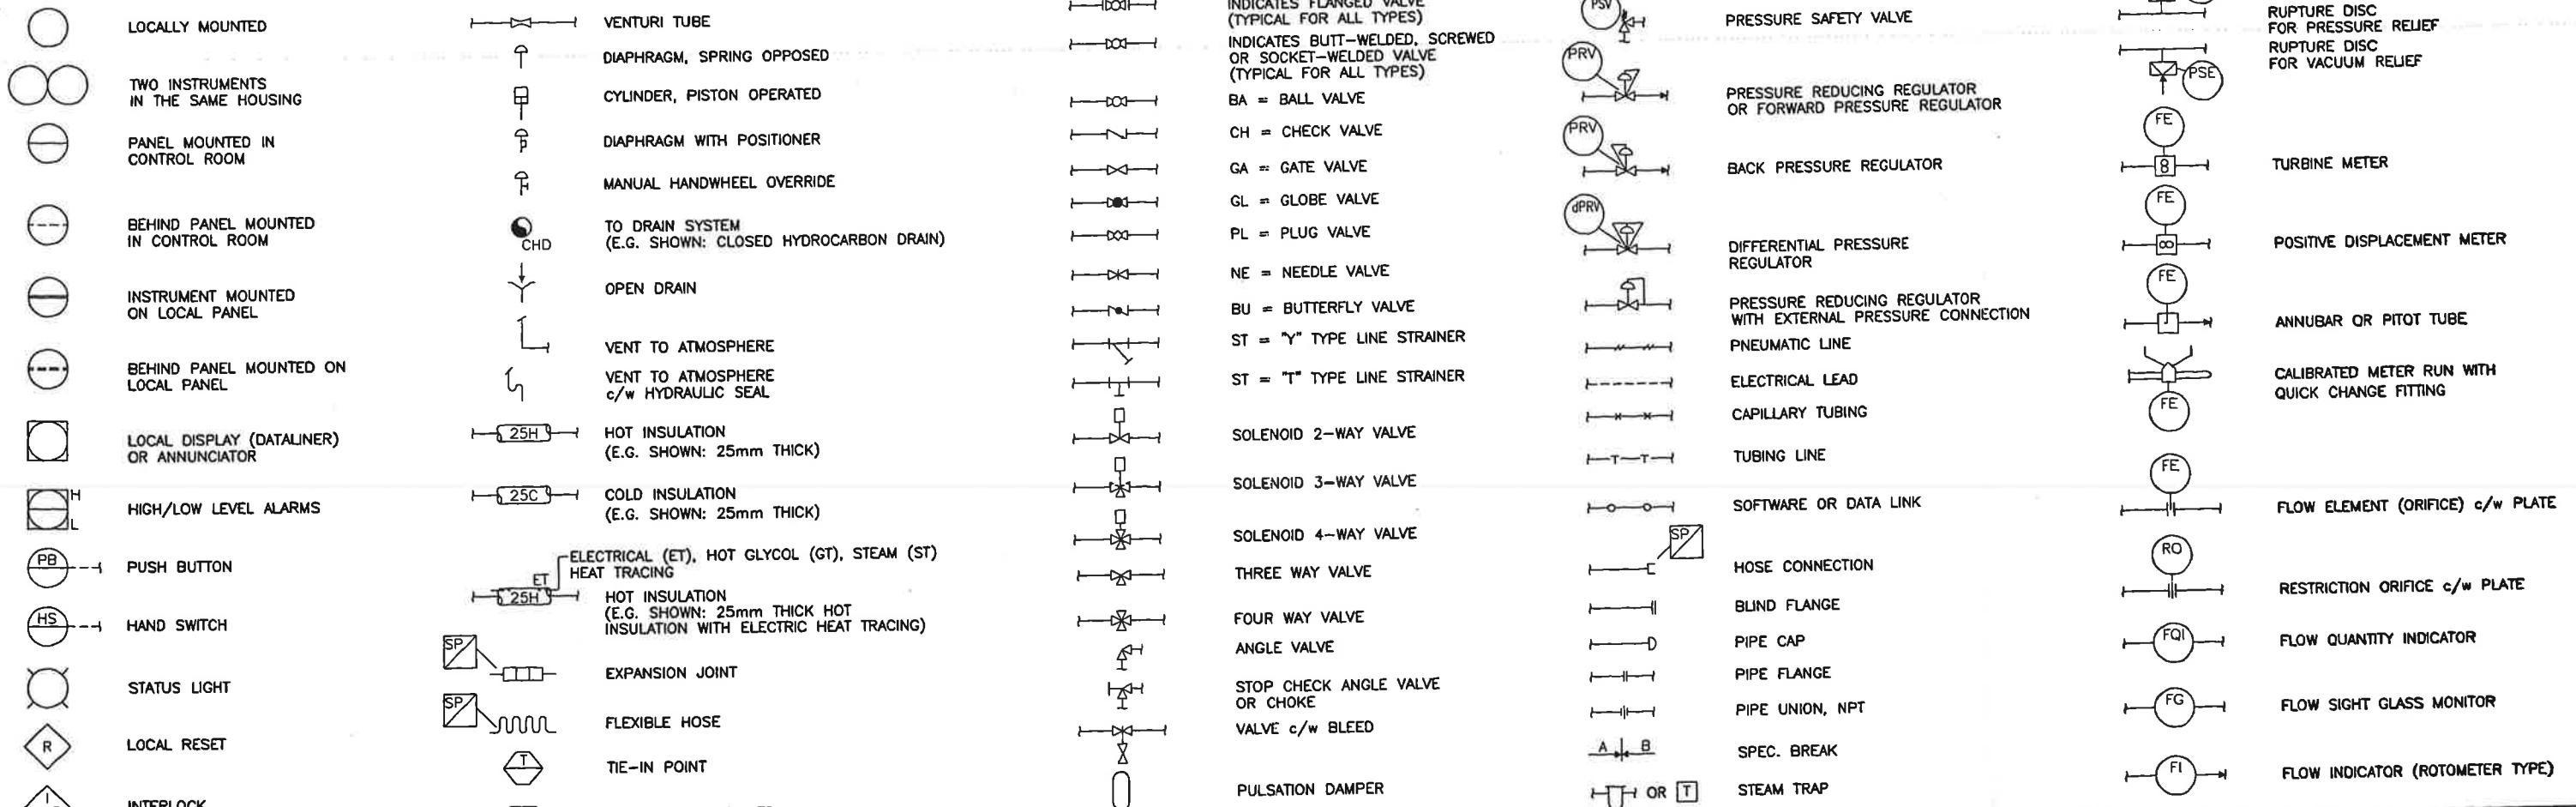 LOCALLY MOUNTED
TWO INSTRUMENTS
IN THE SAME HOUSING
PANEL MOUNTED IN
CONTROL ROOM
BEHIND PANEL MOUNTED
IN CONTROL ROOM
INSTRUMENT MOUNTED
ON LOCAL PANEL
BEHIND PANEL MOUNTED ON
LOCAL PANEL
LOCAL DISPLAY (DATALINER)
OR ANNUNCIATOR
H
L
HIGH/LOW LEVEL ALARMS
PB
PUSH BUTTON
HS
HAND SWITCH
STATUS LIGHT
R
LOCAL RESET
I
INTERLOCK
VENTURI TUBE
DIAPHRAGM, SPRING OPPOSED
CYLINDER, PISTON OPERATED
DIAPHRAGM WITH POSITIONER
MANUAL HANDWHEEL OVERRIDE
CHD
TO DRAIN SYSTEM
(E.G. SHOWN: CLOSED HYDROCARBON DRAIN)
OPEN DRAIN
VENT TO ATMOSPHERE
VENT TO ATMOSPHERE
c/w HYDRAULIC SEAL
25H
HOT INSULATION
(E.G. SHOWN: 25mm THICK)
25C
COLD INSULATION
(E.G. SHOWN: 25mm THICK)
ELECTRICAL (ET), HOT GLYCOL (GT), STEAM (ST)
HEAT TRACING
ET
25H
HOT INSULATION
(E.G. SHOWN: 25mm THICK HOT
INSULATION WITH ELECTRIC HEAT TRACING)
SP
EXPANSION JOINT
SP
FLEXIBLE HOSE
T
TIE-IN POINT
INDICATES FLANGED VALVE
(TYPICAL FOR ALL TYPES)
INDICATES BUTT-WELDED, SCREWED
OR SOCKET-WELDED VALVE
(TYPICAL FOR ALL TYPES)
BA = BALL VALVE
CH = CHECK VALVE
GA = GATE VALVE
GL = GLOBE VALVE
PL = PLUG VALVE
NE = NEEDLE VALVE
BU = BUTTERFLY VALVE
ST = "Y" TYPE LINE STRAINER
ST = "T" TYPE LINE STRAINER
SOLENOID 2-WAY VALVE
SOLENOID 3-WAY VALVE
SOLENOID 4-WAY VALVE
THREE WAY VALVE
FOUR WAY VALVE
ANGLE VALVE
STOP CHECK ANGLE VALVE
OR CHOKE
VALVE c/w BLEED
PULSATION DAMPER
PSV
PRESSURE SAFETY VALVE
PRV
PRESSURE REDUCING REGULATOR
OR FORWARD PRESSURE REGULATOR
PRV
BACK PRESSURE REGULATOR
dPRV
DIFFERENTIAL PRESSURE
REGULATOR
PRESSURE REDUCING REGULATOR
WITH EXTERNAL PRESSURE CONNECTION
PNEUMATIC LINE
ELECTRICAL LEAD
CAPILLARY TUBING
T T
TUBING LINE
SOFTWARE OR DATA LINK
SP
HOSE CONNECTION
BLIND FLANGE
PIPE CAP
PIPE FLANGE
PIPE UNION, NPT
A B
SPEC. BREAK
OR T
STEAM TRAP
RUPTURE DISC
FOR PRESSURE RELIEF
RUPTURE DISC
FOR VACUUM RELIEF
PSE
FE
8
TURBINE METER
FE
∞
POSITIVE DISPLACEMENT METER
FE
ANNUBAR OR PITOT TUBE
CALIBRATED METER RUN WITH
QUICK CHANGE FITTING
FE
FE
FLOW ELEMENT (ORIFICE) c/w PLATE
RO
RESTRICTION ORIFICE c/w PLATE
FQI
FLOW QUANTITY INDICATOR
FG
FLOW SIGHT GLASS MONITOR
FI
FLOW INDICATOR (ROTOMETER TYPE)